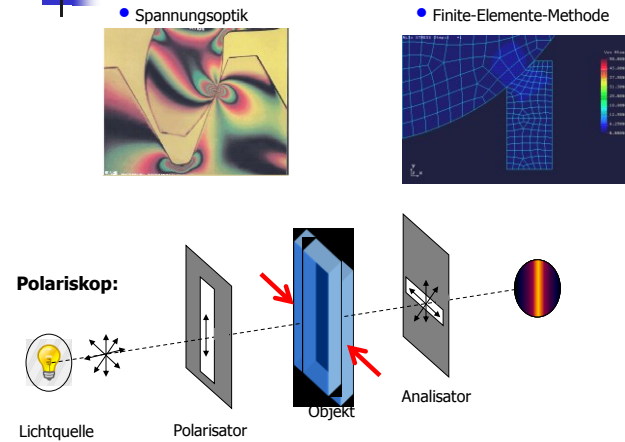 Spannungsoptik
Finite-Elemente-Methode
Polariskop:
Objekt
Analisator
Lichtquelle
Polarisator